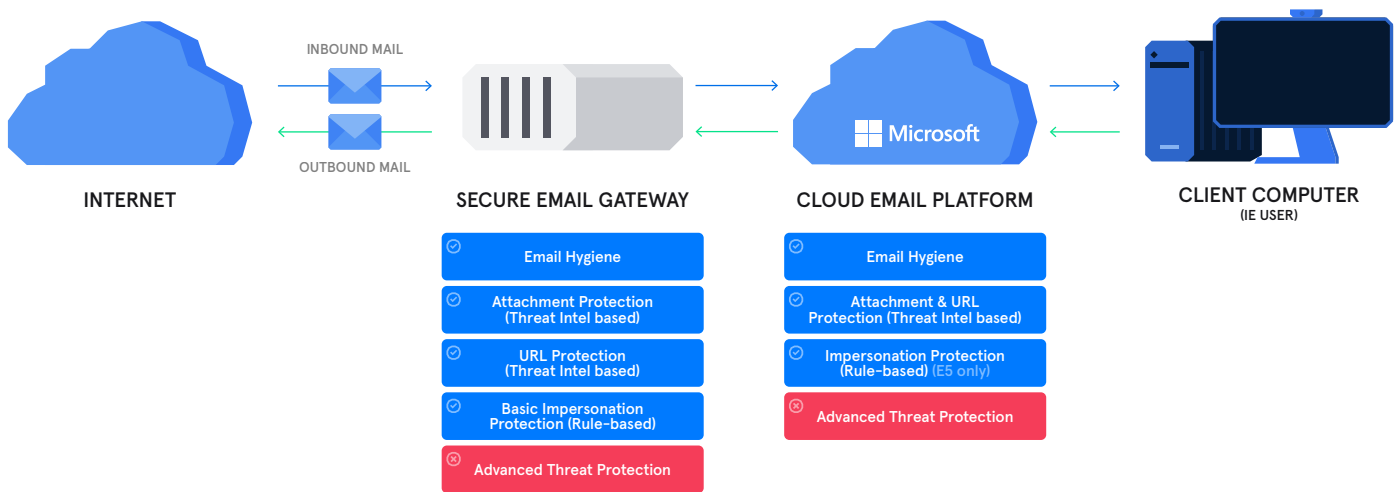 INBOUND MAIL
OUTBOUND MAIL
Microsoft
INTERNET
SECURE EMAIL GATEWAY
CLOUD EMAIL PLATFORM
CLIENT COMPUTER
(IE USER)
Email Hygiene
Attachment Protection
(Threat Intel based)
URL Protection
(Threat Intel based)
Basic Impersonation
Protection (Rule-based)
Advanced Threat Protection
Email Hygiene
Attachment & URL
Protection (Threat Intel based)
Impersonation Protection
(Rule-based) (E5 only)
Advanced Threat Protection